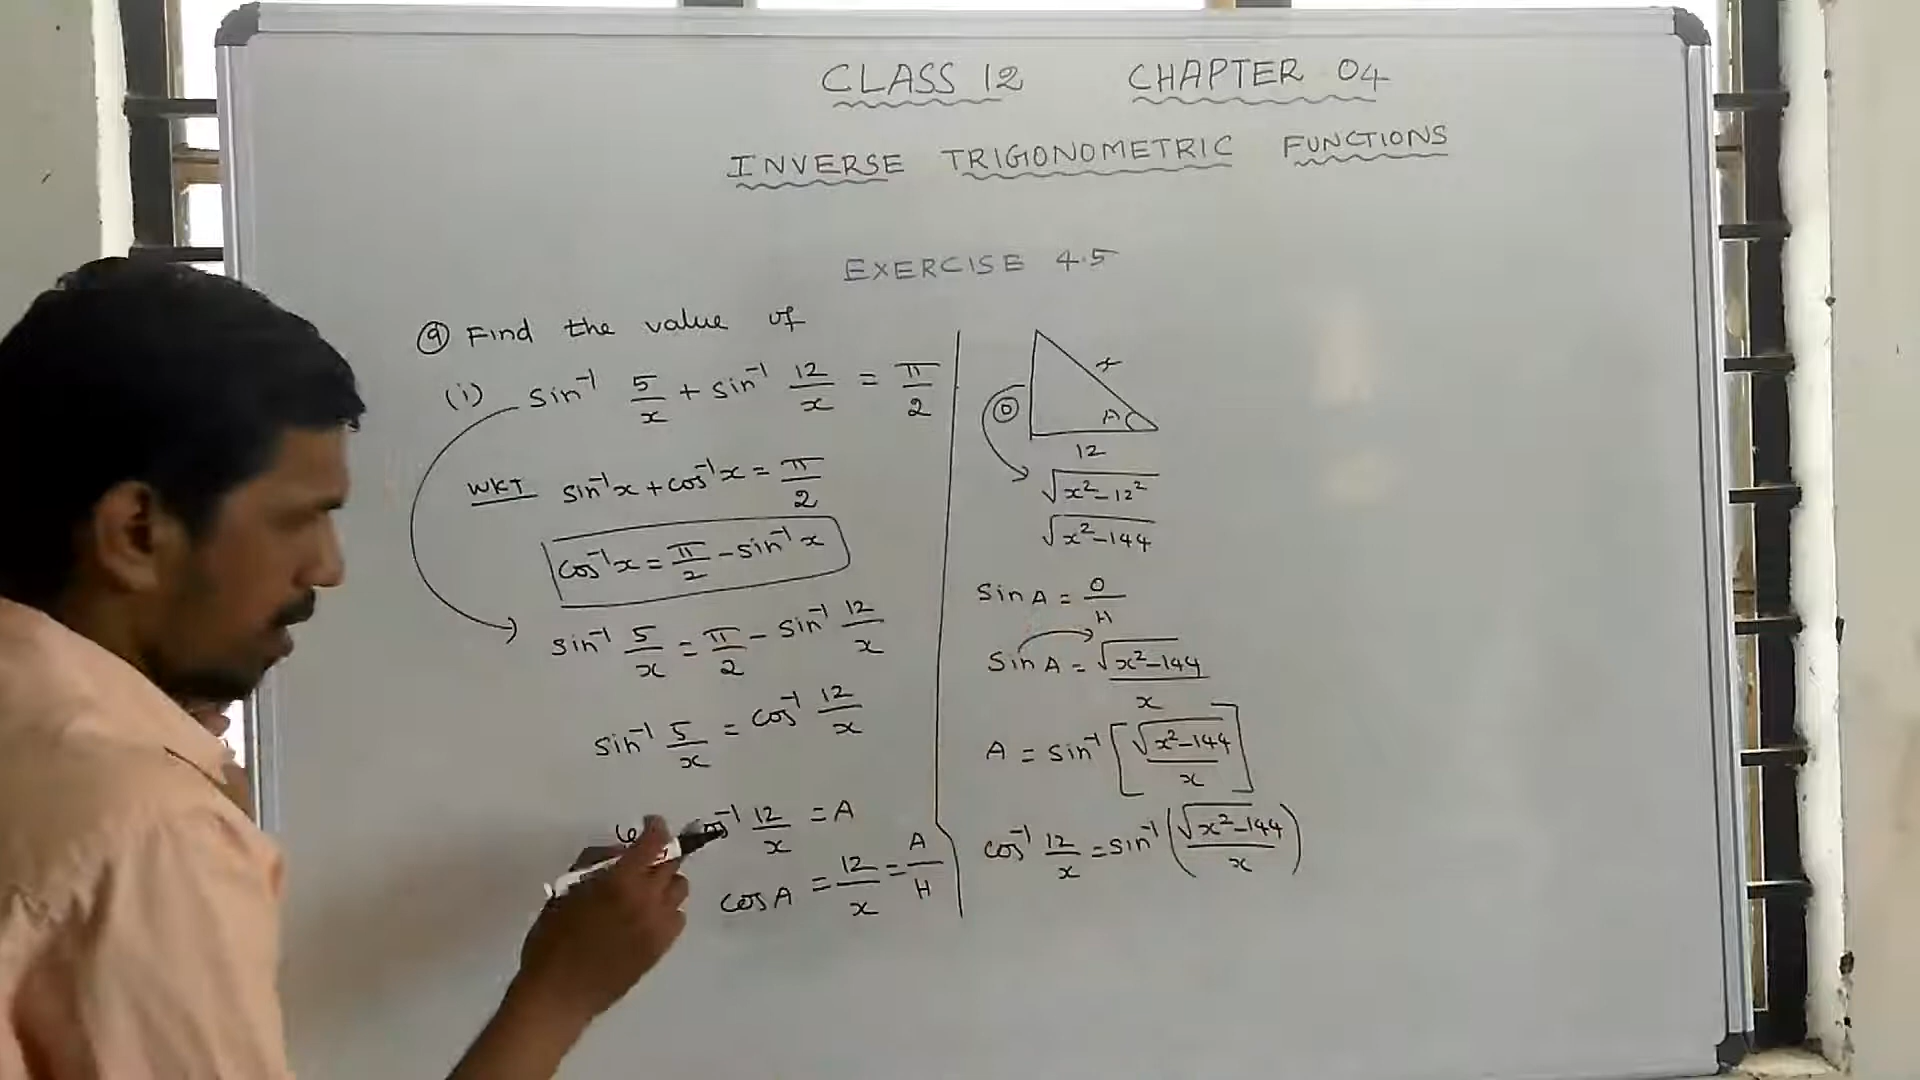 CLASS 12 CHAPTER 04
INVERSE TRIGONOMETRIC FUNCTIONS
EXERCISE 4.5
⑨ Find the value of
(i) sin⁻¹ 5/x + sin⁻¹ 12/x = π/2
WKT sin⁻¹x + cos⁻¹x = π/2
cos⁻¹x = π/2 - sin⁻¹x
sin⁻¹ 5/x = π/2 - sin⁻¹ 12/x
sin⁻¹ 5/x = cos⁻¹ 12/x
cos⁻¹ 12/x = A
cos A = 12/x = A/H
x
O
A
12
√(x²-12²)
√(x²-144)
Sin A = O/H
Sin A = √(x²-144)/x
A = sin⁻¹ [√(x²-144)/x]
cos⁻¹ 12/x = sin⁻¹ (√(x²-144)/x)